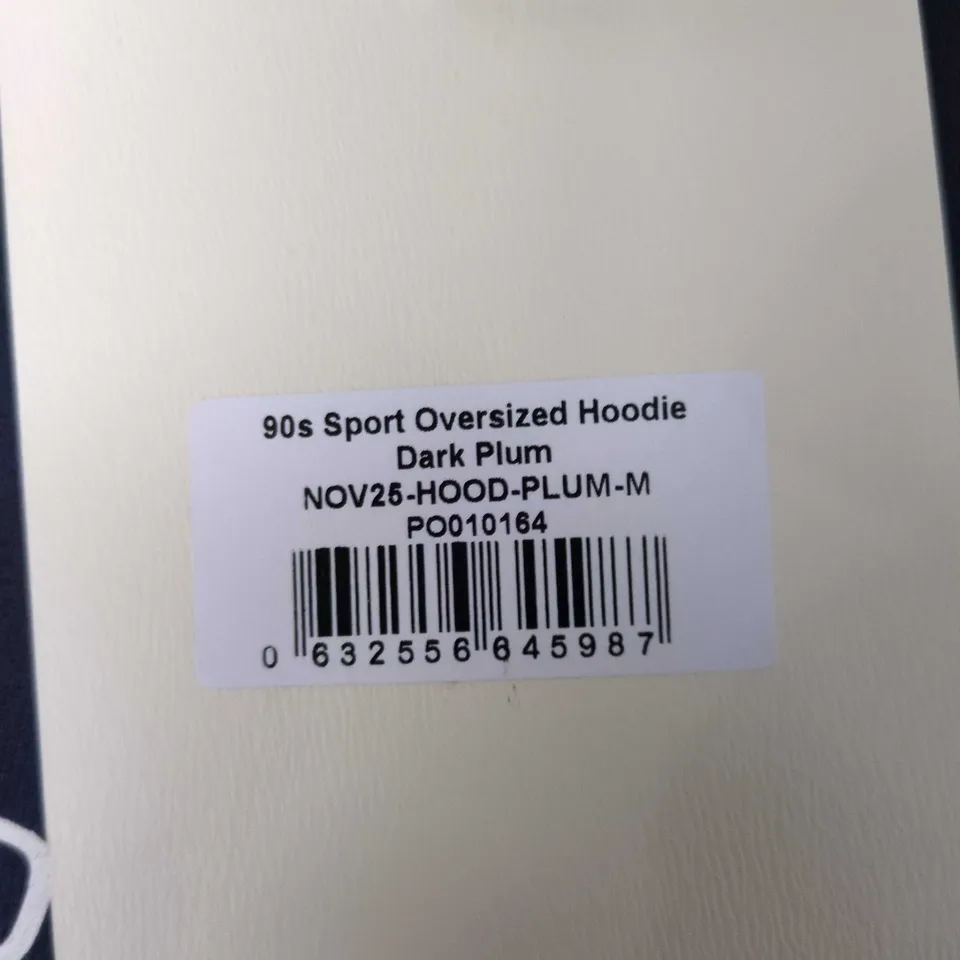 90s Sport Oversized Hoodie
Dark Plum
NOV25-HOOD-PLUM-M
PO010164
0 632556 645987